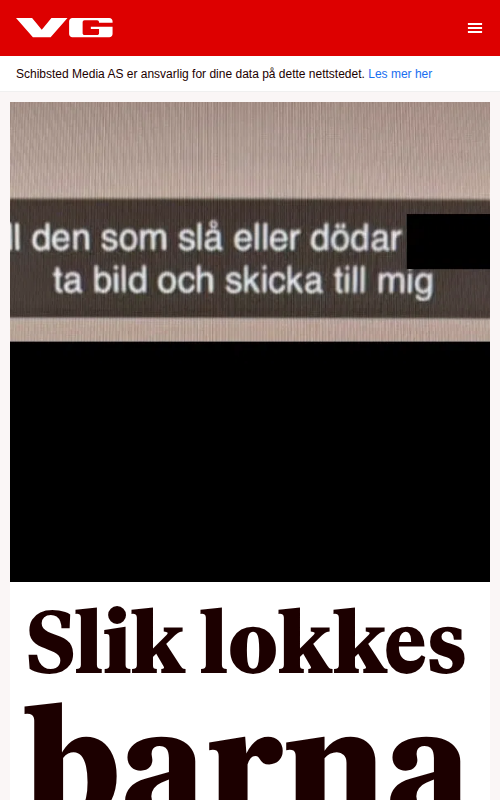 VG
Schibsted Media AS er ansvarlig for dine data på dette nettstedet. Les mer her
den som slå eller dödar
ta bild och skicka till mig
Slik lokkes
barna